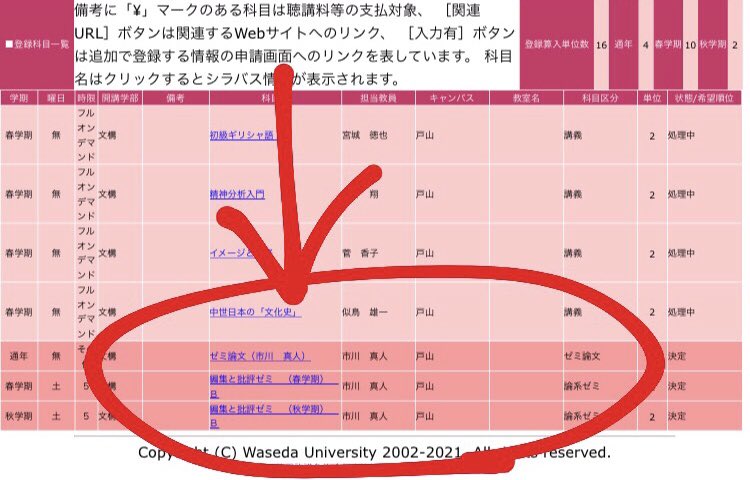 備考に「¥」マークのある科目は聴講料等の支払対象、 ［関連
URL］ボタンは関連するWebサイトへのリンク、 ［入力有］ボタン
は追加で登録する情報の申請画面へのリンクを表しています。 科目
名はクリックするとシラバス情 が表示されます。
■登録科目一覧
登録算入単位数 16 通年 4 春学期 10 秋学期 2
学期 曜日 時限 開講学部 備考 科目 担当教員 キャンパス 教室名 科目区分 単位 状態/希望順位
春学期 無 フルオンデマンド 文構 初級ギリシャ語 宮城 徳也 戸山 講義 2 処理中
春学期 無 フルオンデマンド 文構 精神分析入門 翔 戸山 講義 2 処理中
春学期 無 フルオンデマンド 文構 イメージ 菅 香子 戸山 講義 2 処理中
春学期 無 フルオンデマンド 文構 中世日本の「文化史」 似鳥 雄一 戸山 講義 2 処理中
通年 無 そ 文構 ゼミ論文（市川 真人） 市川 真人 戸山 ゼミ論文 決定
春学期 土 5 構 編集と批評ゼミ （春学期） B 市川 真人 戸山 論系ゼミ 決定
秋学期 土 5 文 編集と批評ゼミ （秋学期） B 市川 真人 戸山 論系ゼミ 2 決定
(C) Waseda University 2002-2021 reserved.